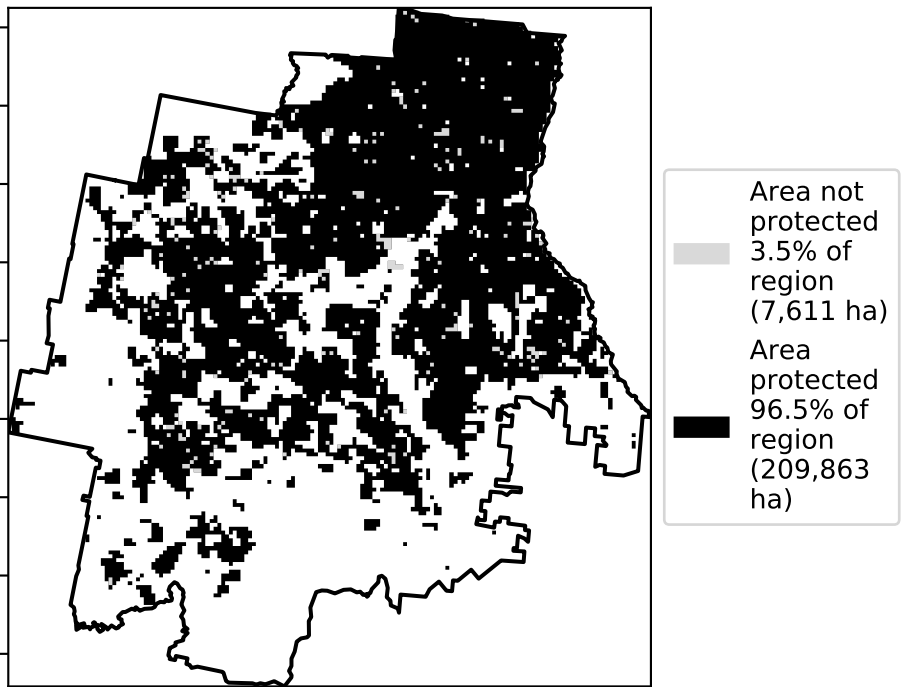 Area not
protected
3.5% of
region
(7,611 ha)
Area
protected
96.5% of
region
(209,863
ha)